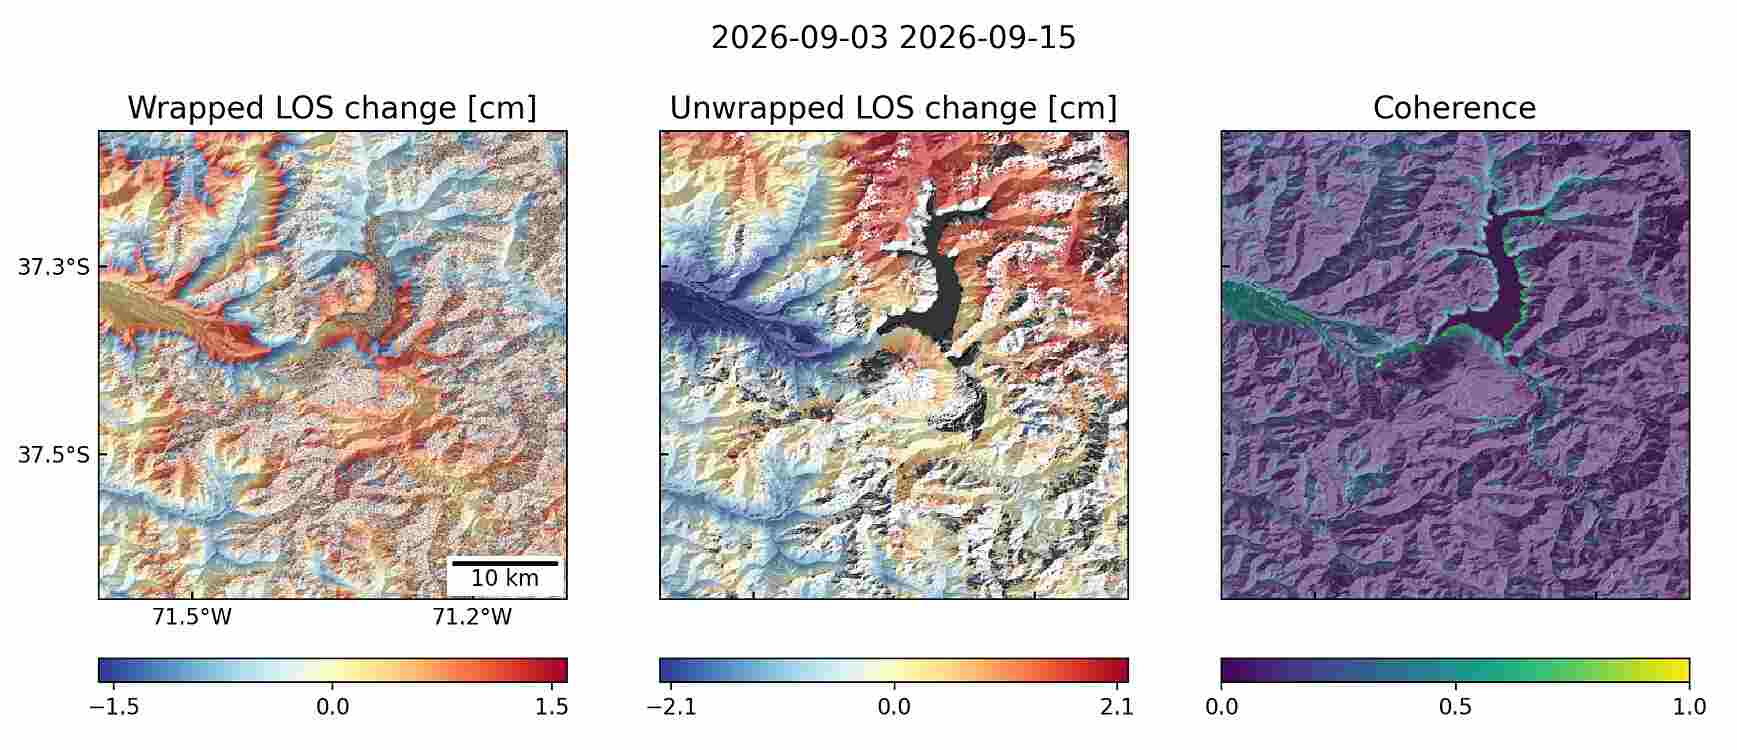 2026-09-03 2026-09-15
Wrapped LOS change [cm]
Unwrapped LOS change [cm]
Coherence
37.3°S
37.5°S
10 km
71.5°W
71.2°W
−1.5
0.0
1.5
−2.1
0.0
2.1
0.0
0.5
1.0